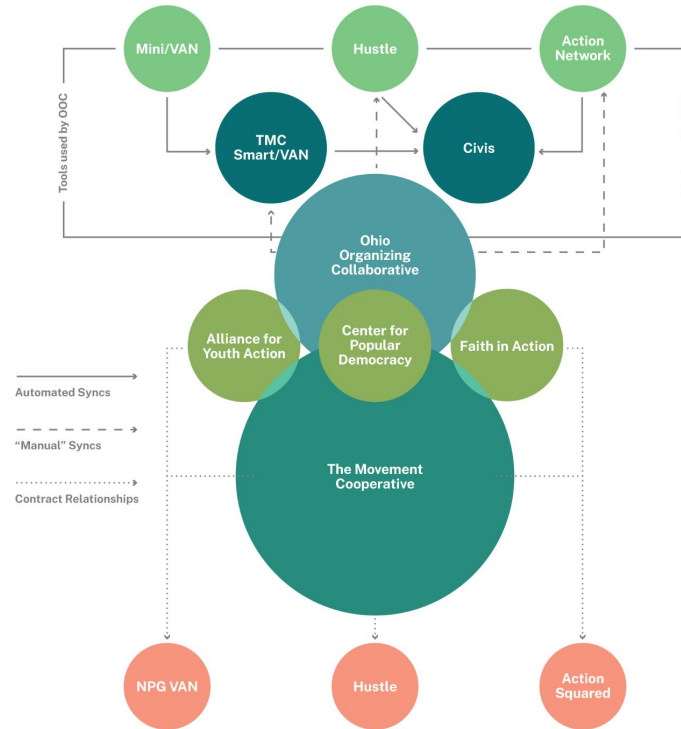 Mini/VAN
Hustle
Action
Network
Tools used by OOC
TMC
Smart/VAN
Civis
Ohio
Organizing
Collaborative
Alliance for
Youth Action
Center for
Popular
Democracy
Faith in Action
Automated Syncs
“Manual” Syncs
Contract Relationships
The Movement
Cooperative
NPG VAN
Hustle
Action
Squared